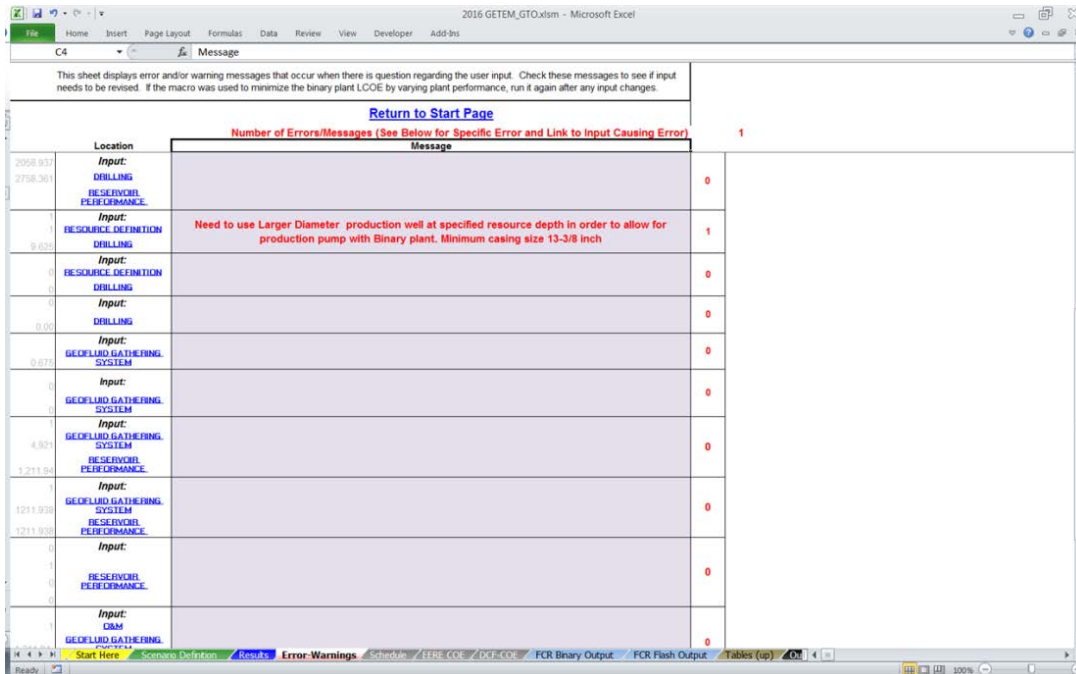 2016 GETEM_GTO.xlsm - Microsoft Excel
File Home Insert Page Layout Formulas Data Review View Developer Add-Ins
C4 fx Message
This sheet displays error and/or warning messages that occur when there is question regarding the user input. Check these messages to see if input
needs to be revised. If the macro was used to minimize the binary plant LCOE by varying plant performance, run it again after any input changes.
Return to Start Page
Number of Errors/Messages (See Below for Specific Error and Link to Input Causing Error) 1
Location Message
2058.937 Input:
2758.361 DRILLING 0
RESERVOIR
PERFORMANCE
1 Input:
1 RESOURCE DEFINITION Need to use Larger Diameter production well at specified resource depth in order to allow for 1
9.625 DRILLING production pump with Binary plant. Minimum casing size 13-3/8 inch
Input:
0 RESOURCE DEFINITION 0
0 DRILLING
0 Input:
0.00 DRILLING 0
Input:
GEOFLUID GATHERING 0
0.675 SYSTEM
0 Input:
GEOFLUID GATHERING 0
0 SYSTEM
1 Input:
GEOFLUID GATHERING
4,921 SYSTEM 0
RESERVOIR
1,211.94 PERFORMANCE
1 Input:
GEOFLUID GATHERING
1211.938 SYSTEM 0
RESERVOIR
1211.938 PERFORMANCE
0 Input:
1
0 RESERVOIR 0
0 PERFORMANCE
Input:
1 O&M
GEOFLUID GATHERING 0
SYSTEM
Start Here Scenario Definition Results Error-Warnings Schedule FERE COE DCF-COE FCR Binary Output FCR Flash Output Tables (up) Ou
Ready 100%